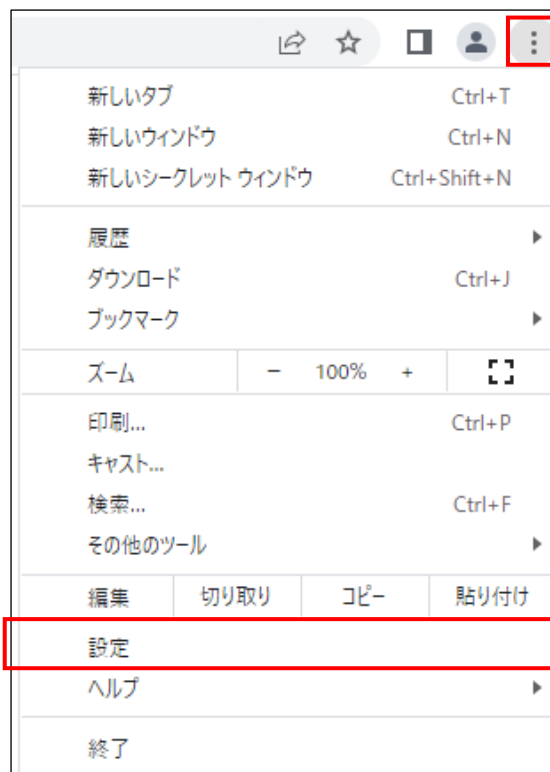 新しいタブ Ctrl+T
新しいウィンドウ Ctrl+N
新しいシークレット ウィンドウ Ctrl+Shift+N
履歴
ダウンロード Ctrl+J
ブックマーク
ズーム - 100% +
印刷... Ctrl+P
キャスト...
検索... Ctrl+F
その他のツール
編集 切り取り コピー 貼り付け
設定
ヘルプ
終了